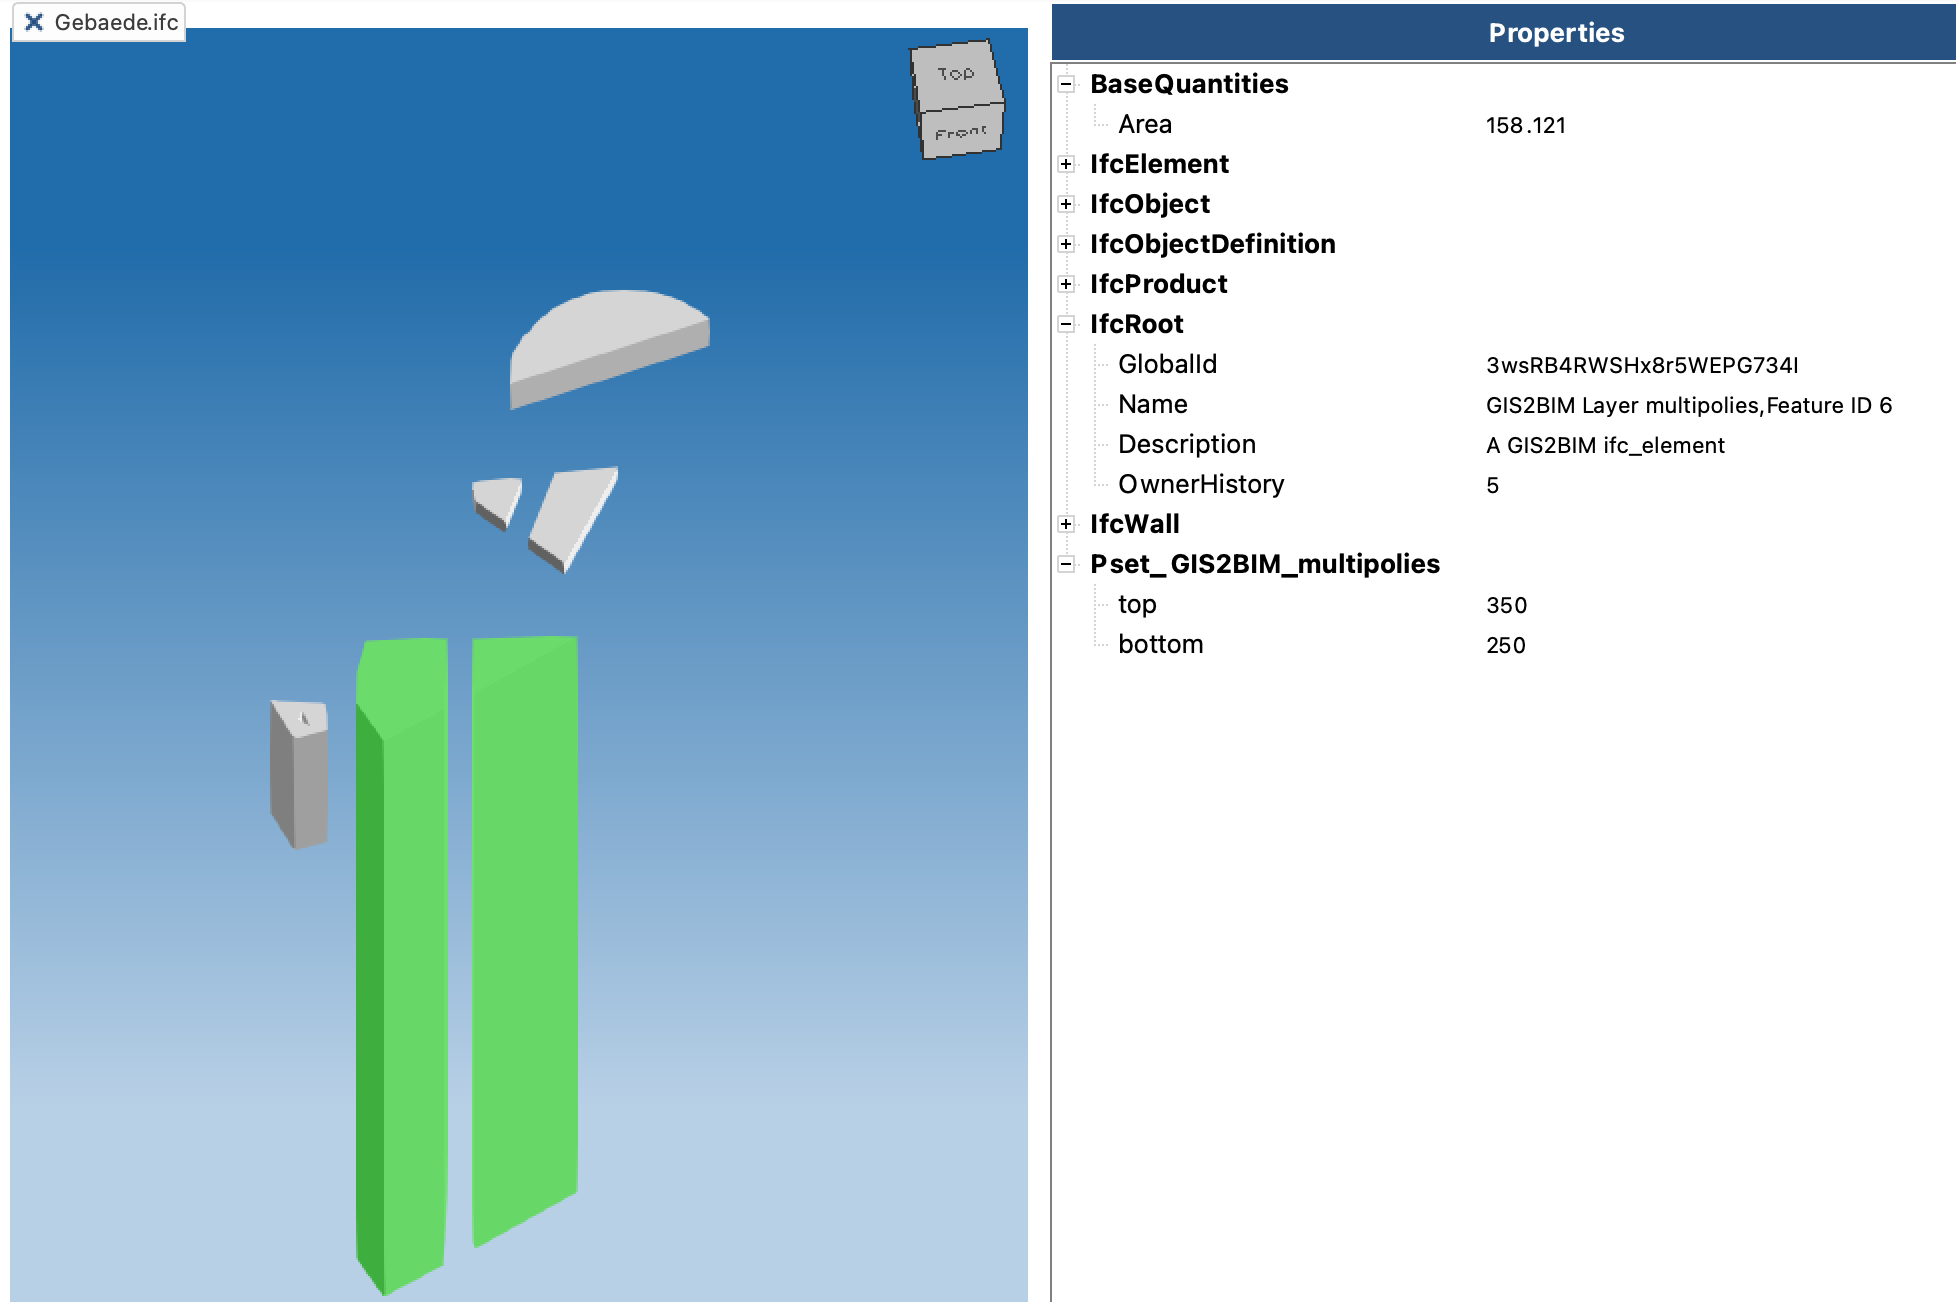 Gebaede.ifc
Top
Front
Properties
BaseQuantities
Area 158.121
IfcElement
IfcObject
IfcObjectDefinition
IfcProduct
IfcRoot
GlobalId 3wsRB4RWSHx8r5WEPG734I
Name GIS2BIM Layer multipolies,Feature ID 6
Description A GIS2BIM ifc_element
OwnerHistory 5
IfcWall
Pset_GIS2BIM_multipolies
top 350
bottom 250